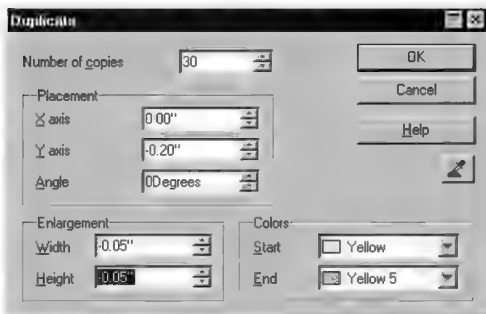 Duplicate
Number of copies 30
OK
Cancel
Help
Placement
X axis 0.00"
Y axis -0.20"
Angle 0Degrees
Enlargement
Width -0.05"
Height -0.05"
Colors
Start Yellow
End Yellow 5